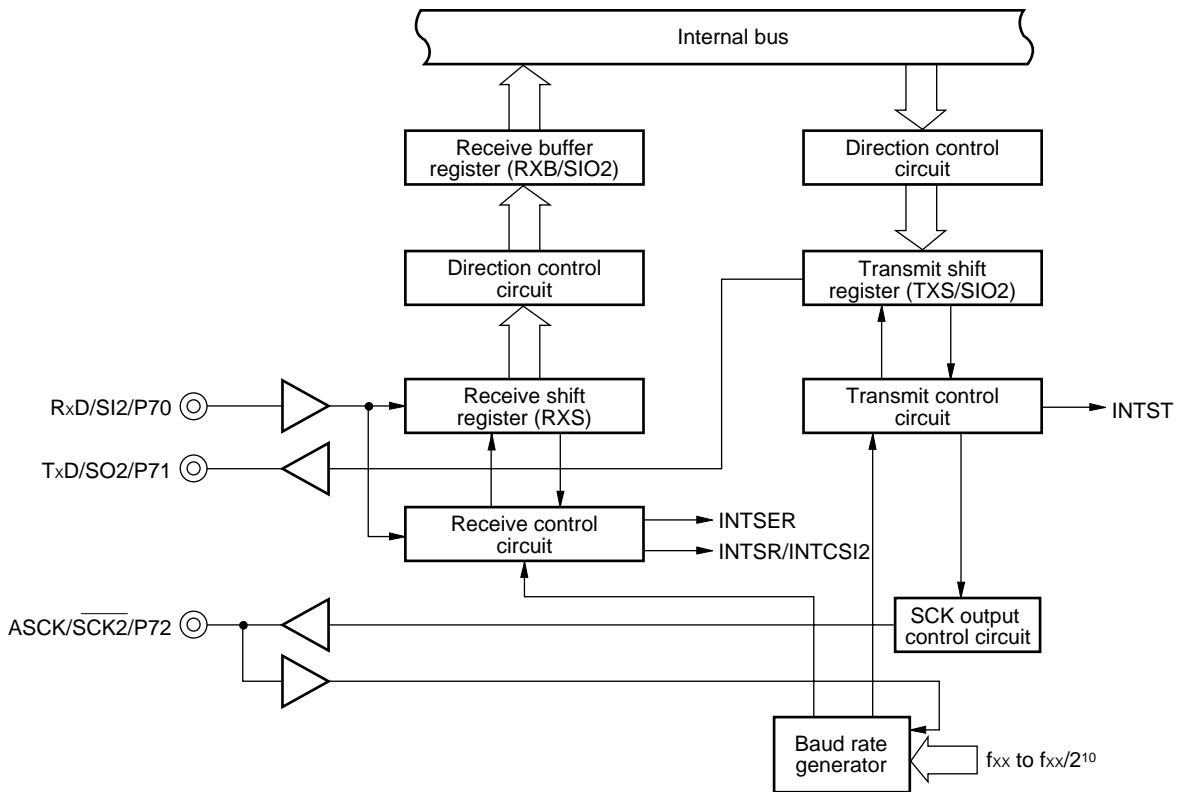 Internal bus
Receive buffer
register (RXB/SIO2)
Direction control
circuit
Direction control
circuit
Transmit shift
register (TXS/SIO2)
RxD/SI2/P70
Receive shift
register (RXS)
Transmit control
circuit
INTST
TxD/SO2/P71
Receive control
circuit
INTSER
INTSR/INTCSI2
ASCK/S̅C̅K̅2̅/P72
SCK output
control circuit
Baud rate
generator
fxx to fxx/2¹⁰